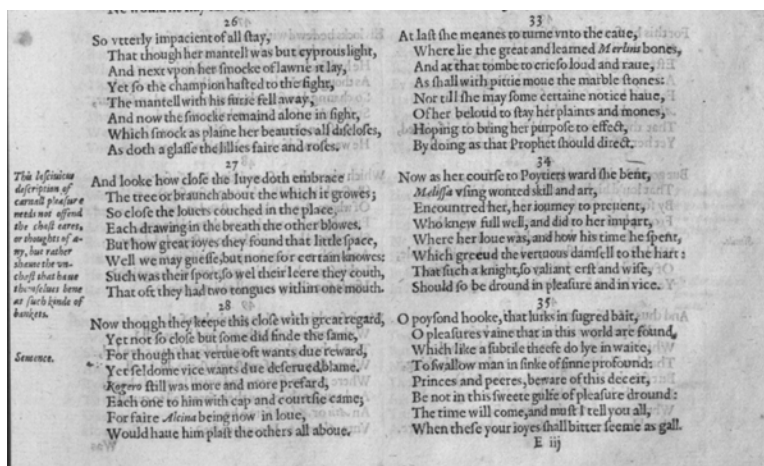 26
So vtterly impacient of all ſtay,
That though her mantell was but cyprous light,
And next vpon her ſmocke of lawne it lay,
Yet ſo the champion haſted to the fight,
The mantell with his furie fell away,
And now the ſmocke remaind alone in ſight,
Which ſmock as plaine her beauties all diſcloſes,
As doth a glaſſe the lillies faire and roſes.
27
And looke how cloſe the Iuye doth embrace
The tree or braunch about the which it growes;
So cloſe the louers couched in the place,
Each drawing in the breath the other blowes.
But how great ioyes they found that little ſpace,
Well we may gueſſe, but none for certain knowes:
Such was their ſport, ſo wel their leere they couth,
That oft they had two tongues within one mouth.
28
Now though they keepe this cloſe with great regard,
Yet not ſo cloſe but ſome did finde the ſame,
For though that vertue oft wants due reward,
Yet ſeldome vice wants due deſerued blame.
Rogero ſtill was more and more prefard,
Each one to him with cap and courtſie came;
For faire Alcina being now in loue,
Would haue him plaſt the others all aboue.
This laſciuious
deſcription of
carnall pleaſure
needs not offend
the chaſt eares,
or thoughts of a-
ny, but rather
ſhame the vn-
chaſt that haue
themſelues bene
at ſuch kinde of
bankets.
Sentence.
33
At laſt ſhe meanes to turne vnto the caue,
Where lie the great and learned Merlins bones,
And at that tombe to crie ſo loud and raue,
As ſhall with pittie moue the marble ſtones:
Nor till ſhe may ſome certaine notice haue,
Of her beloud to ſtay her plaints and mones,
Hoping to bring her purpoſe to effect,
By doing as that Prophet ſhould direct.
34
Now as her courſe to Poytiers ward ſhe bent,
Meliſſa vſing wonted skill and art,
Encountred her, her iourney to preuent,
Who knew full well, and did to her impart,
Where her loue was, and how his time he ſpent,
Which greeud the vertuous damſell to the hart:
That ſuch a knight, ſo valiant erſt and wiſe,
Should ſo be dround in pleaſure and in vice.
35
O poyſond hooke, that lurks in ſugred bait,
O pleaſures vaine that in this world are found,
Which like a ſubtile theefe do lye in waite,
To ſwallow man in ſinke of ſinne profound:
Princes and peeres, beware of this deceit,
Be not in this ſweete gulfe of pleaſure dround:
The time will come, and muſt I tell you all,
When theſe your ioyes ſhall bitter ſeeme as gall.
E iij